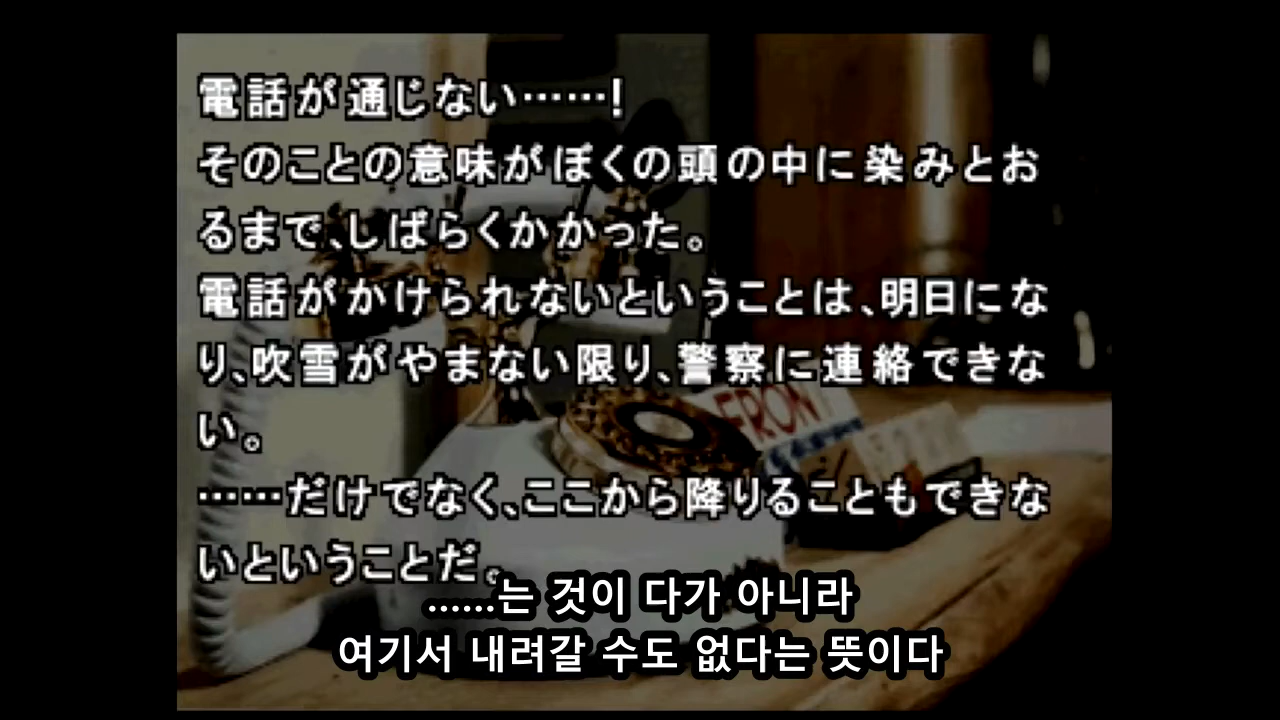 電話が通じない……!
そのことの意味がぼくの頭の中に染みとお
るまで、しばらくかかった。
電話がかけられないということは、明日にな
り、吹雪がやまない限り、警察に連絡できな
い。
……だけでなく、ここから降りることもできな
いということだ。
FRONT
......는 것이 다가 아니라
여기서 내려갈 수도 없다는 뜻이다